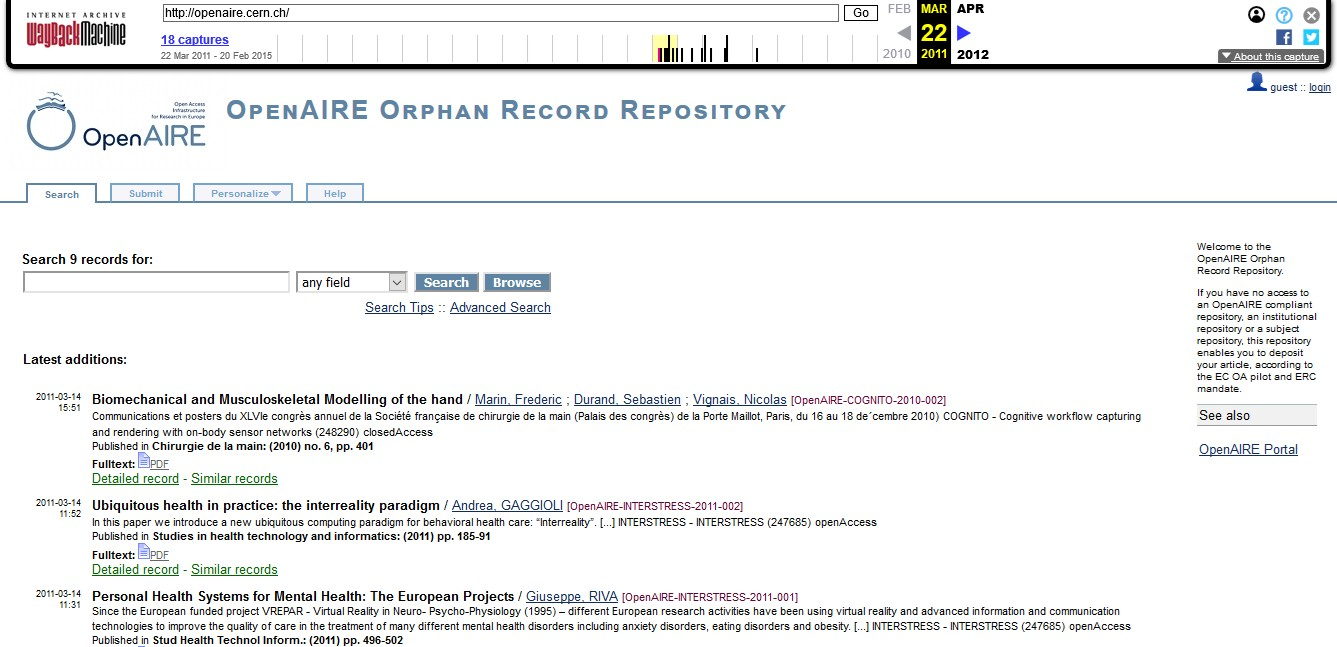 INTERNET ARCHIVE
WayBackMachine
http://openaire.cern.ch/
Go
FEB
MAR
APR
18 captures
22
22 Mar 2011 - 20 Feb 2015
2010
2011
2012
About this capture
guest :: login
Open Access
Infrastructure
for Research in Europe
OpenAIRE
OpenAIRE Orphan Record Repository
Search
Submit
Personalize
Help
Search 9 records for:
any field
Search
Browse
Search Tips :: Advanced Search
Latest additions:
2011-03-14
15:51
Biomechanical and Musculoskeletal Modelling of the hand / Marin, Frederic ; Durand, Sebastien ; Vignais, Nicolas [OpenAIRE-COGNITO-2010-002]
Communications et posters du XLVIe congrès annuel de la Société française de chirurgie de la main (Palais des congrès) de la Porte Maillot, Paris, du 16 au 18 de´cembre 2010) COGNITO - Cognitive workflow capturing
and rendering with on-body sensor networks (248290) closedAccess
Published in Chirurgie de la main: (2010) no. 6, pp. 401
Fulltext: PDF
Detailed record - Similar records
2011-03-14
11:52
Ubiquitous health in practice: the interreality paradigm / Andrea, GAGGIOLI [OpenAIRE-INTERSTRESS-2011-002]
In this paper we introduce a new ubiquitous computing paradigm for behavioral health care: “Interreality”. [...] INTERSTRESS - INTERSTRESS (247685) openAccess
Published in Studies in health technology and informatics: (2011) pp. 185-91
Fulltext: PDF
Detailed record - Similar records
2011-03-14
11:31
Personal Health Systems for Mental Health: The European Projects / Giuseppe, RIVA [OpenAIRE-INTERSTRESS-2011-001]
Since the European funded project VREPAR - Virtual Reality in Neuro- Psycho-Physiology (1995) – different European research activities have been using virtual reality and advanced information and communication
technologies to improve the quality of care in the treatment of many different mental health disorders including anxiety disorders, eating disorders and obesity. [...] INTERSTRESS - INTERSTRESS (247685) openAccess
Published in Stud Health Technol Inform.: (2011) pp. 496-502
Welcome to the
OpenAIRE Orphan
Record Repository.
If you have no access to
an OpenAIRE compliant
repository, an institutional
repository or a subject
repository, this repository
enables you to deposit
your article, according to
the EC OA pilot and ERC
mandate.
See also
OpenAIRE Portal